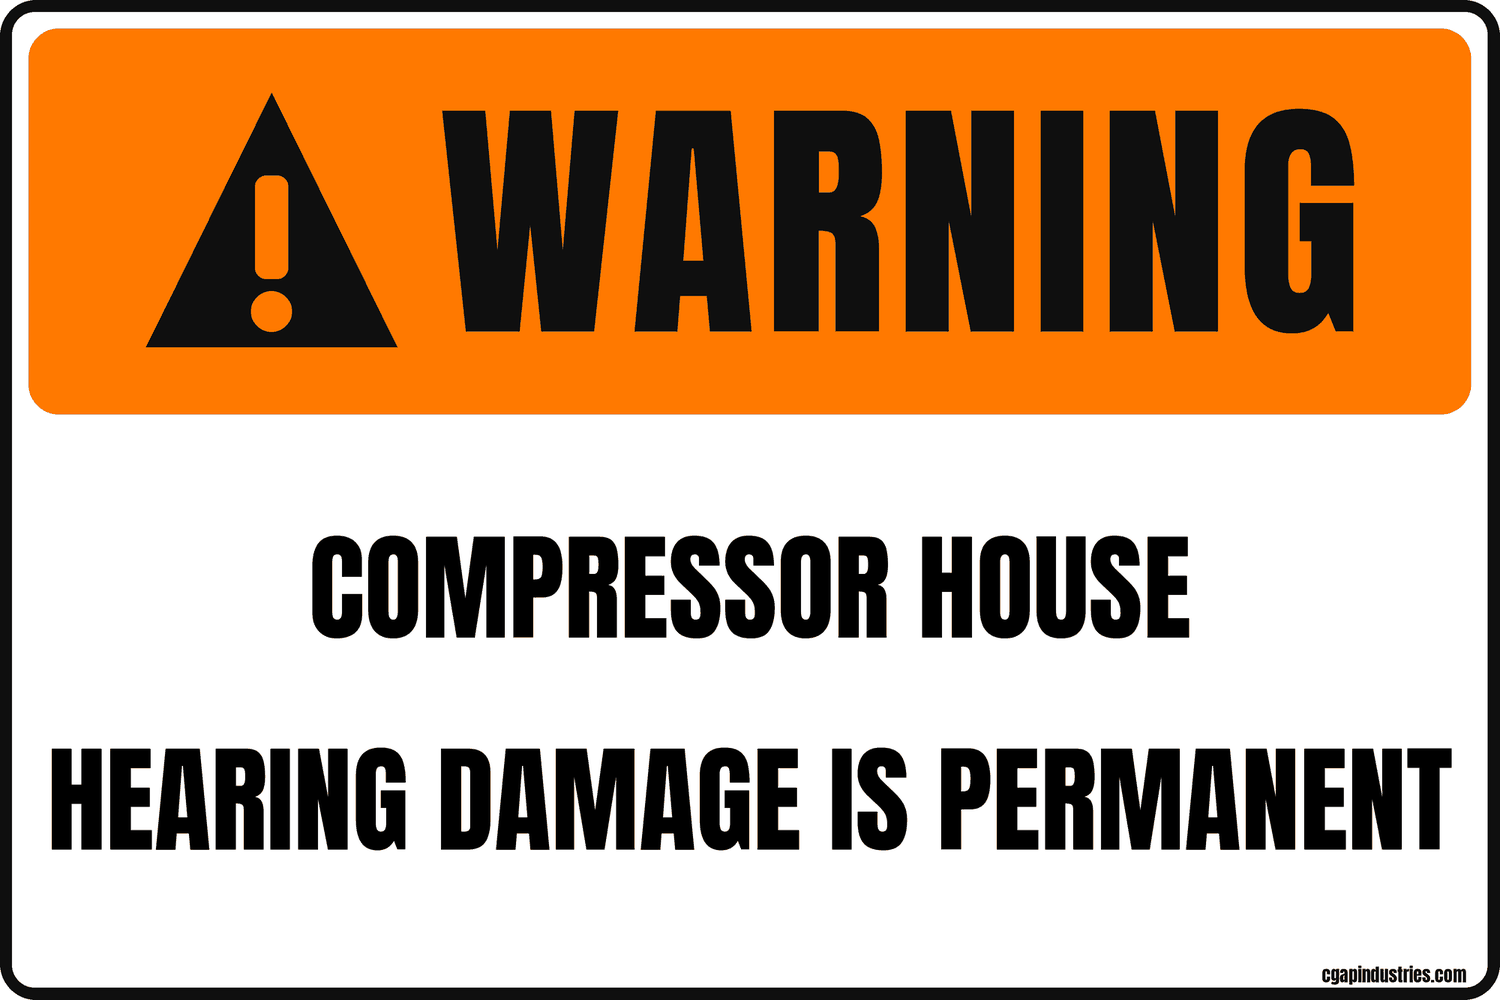 WARNING
COMPRESSOR HOUSE
HEARING DAMAGE IS PERMANENT
cgapindustries.com